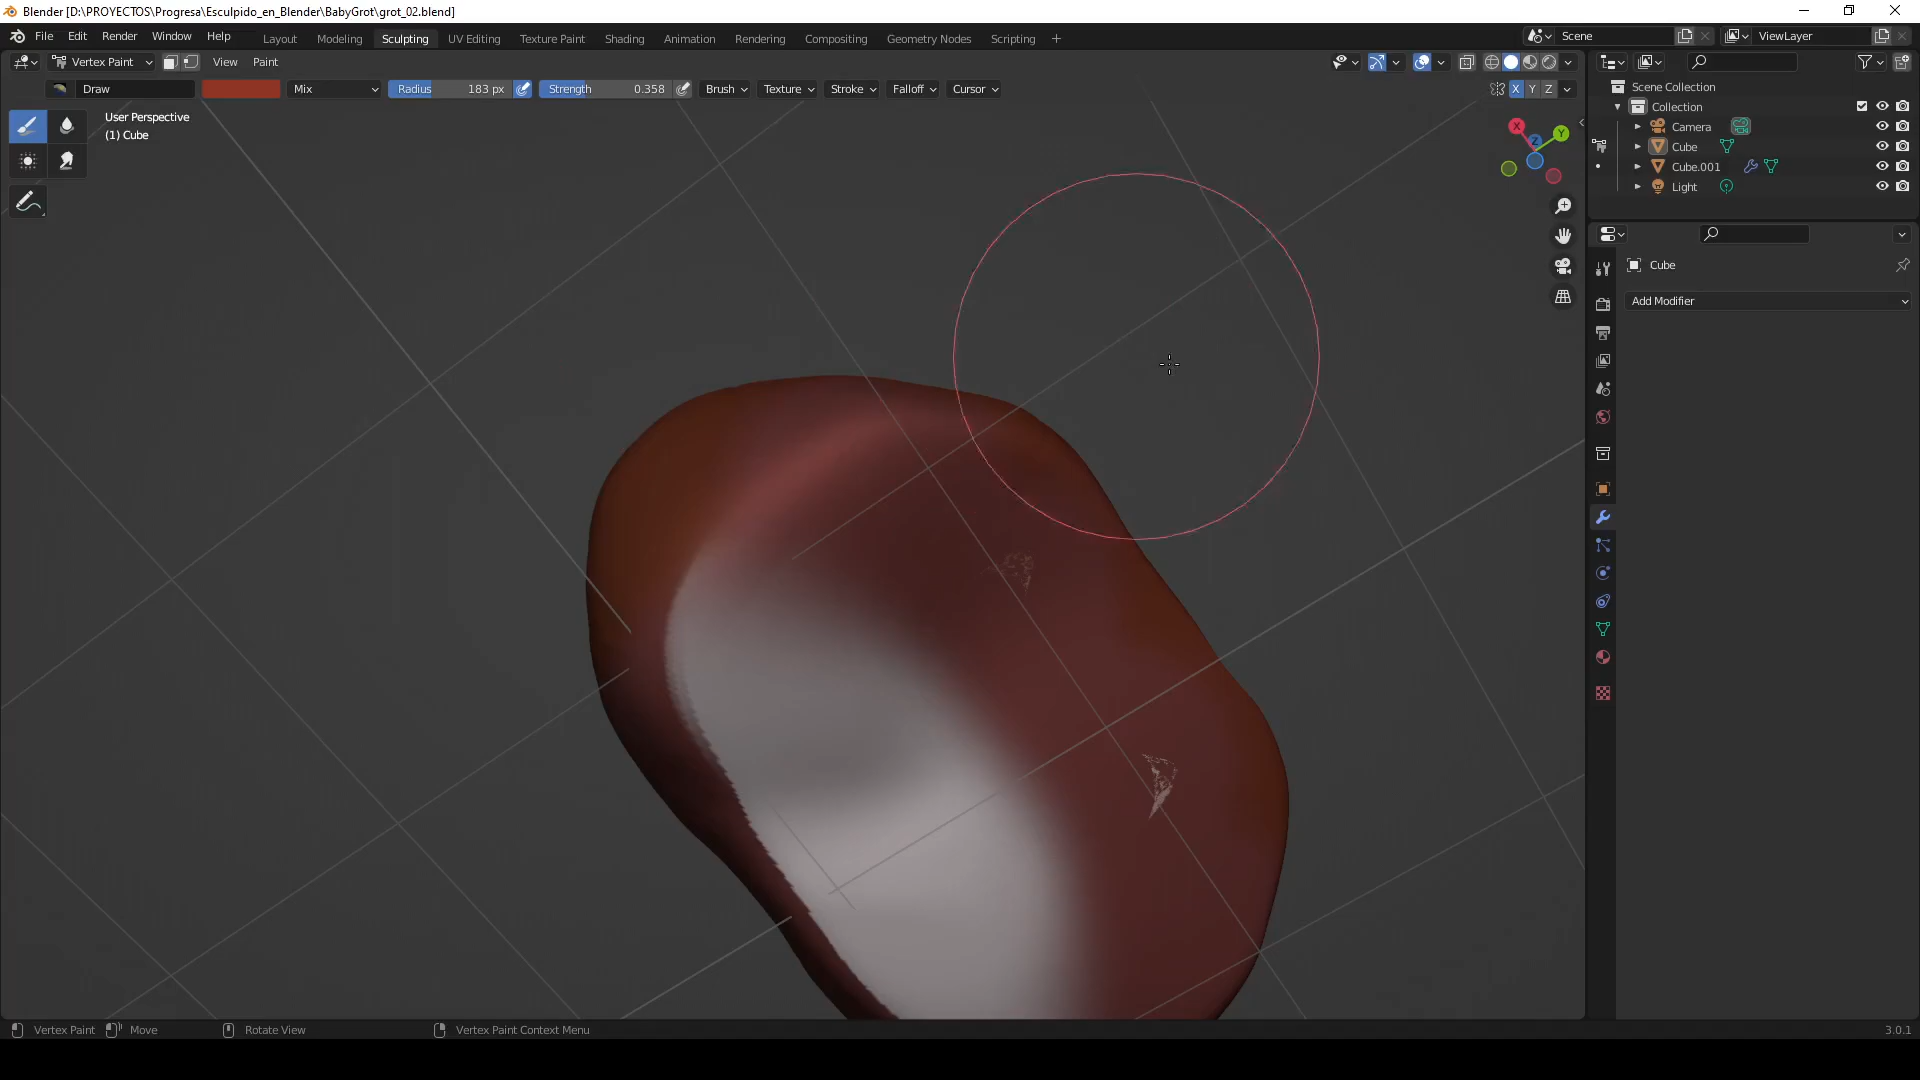 Blender [D:\PROYECTOS\Progresa\Esculpido_en_Blender\BabyGrot\grot_02.blend]
File Edit Render Window Help Layout Modeling Sculpting UV Editing Texture Paint Shading Animation Rendering Compositing Geometry Nodes Scripting Scene ViewLayer
Vertex Paint View Paint
Draw Mix Radius 183 px Strength 0.358 Brush Texture Stroke Falloff Cursor X Y Z
User Perspective
(1) Cube
X Y Z
Scene Collection
Collection
Camera
Cube
Cube.001
Light
Cube
Add Modifier
Vertex Paint Move Rotate View Vertex Paint Context Menu 3.0.1